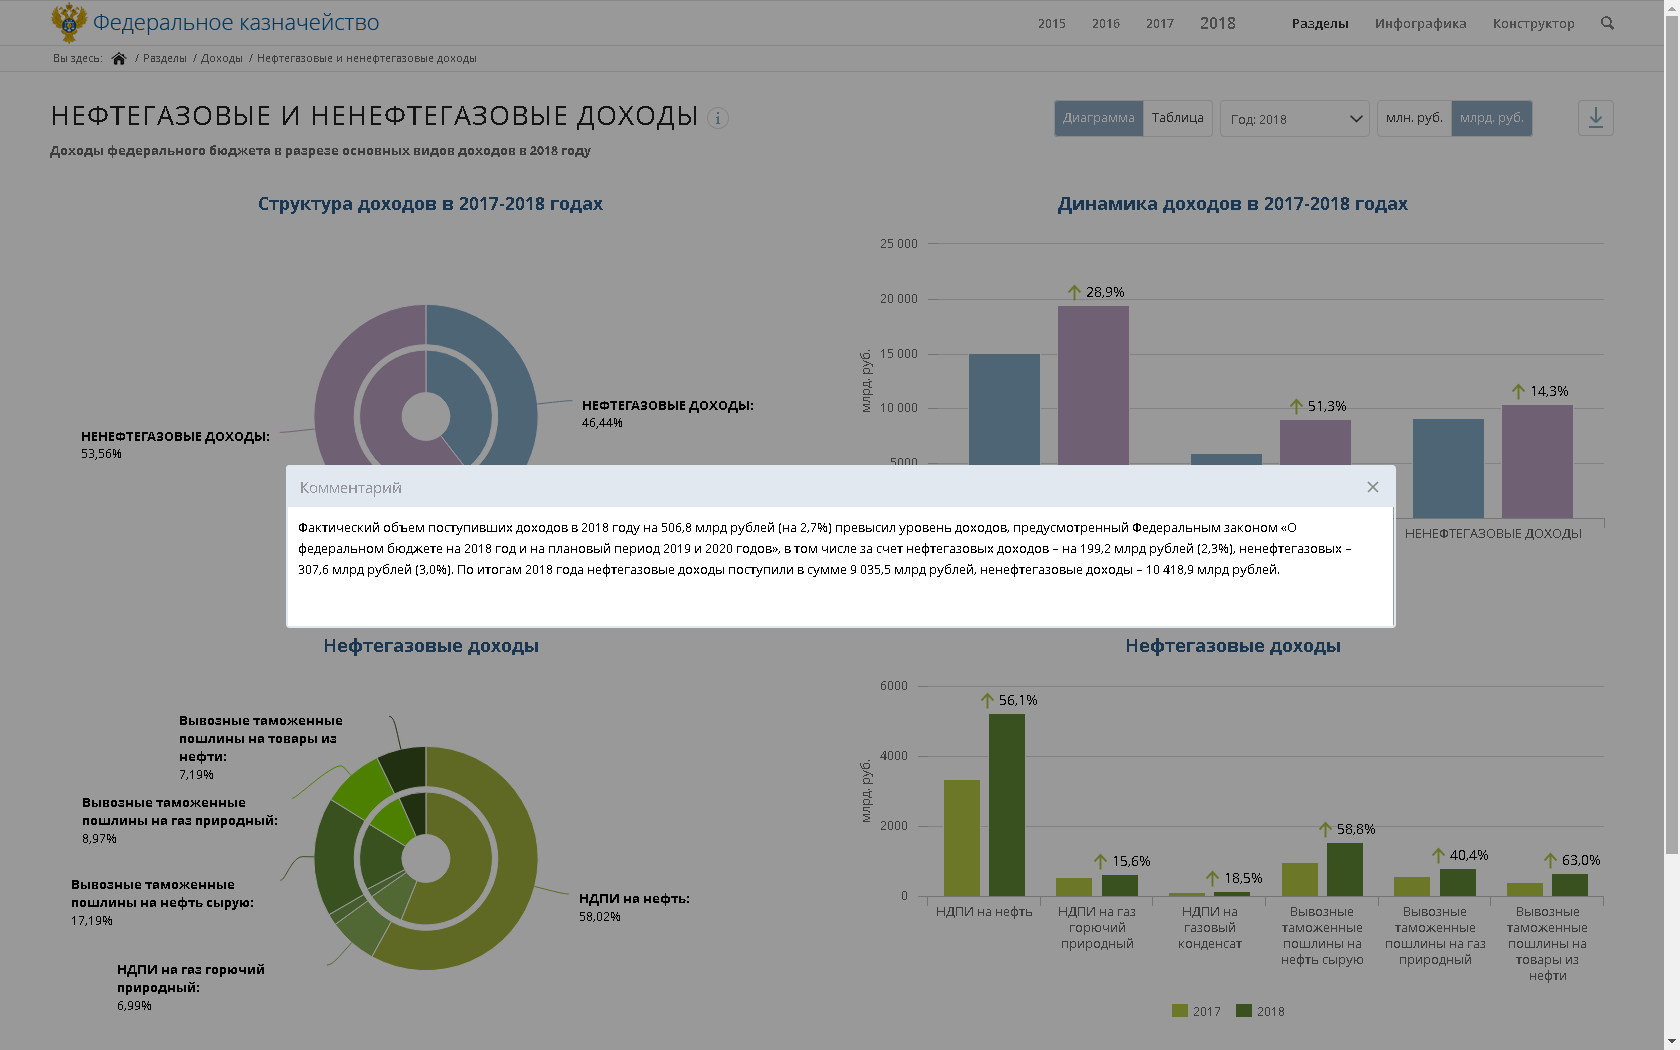 Федеральное казначейство
2015 2016 2017 2018 Разделы Инфографика Конструктор
Вы здесь: / Разделы / Доходы / Нефтегазовые и ненефтегазовые доходы
НЕФТЕГАЗОВЫЕ И НЕНЕФТЕГАЗОВЫЕ ДОХОДЫ i
Диаграмма Таблица Год: 2018 млн. руб. млрд. руб.
Доходы федерального бюджета в разрезе основных видов доходов в 2018 году
Структура доходов в 2017-2018 годах
НЕФТЕГАЗОВЫЕ ДОХОДЫ:
46,44%
НЕНЕФТЕГАЗОВЫЕ ДОХОДЫ:
53,56%
Динамика доходов в 2017-2018 годах
млрд. руб.
25 000
20 000
15 000
10 000
5000
28,9%
51,3%
14,3%
НЕНЕФТЕГАЗОВЫЕ ДОХОДЫ
Комментарий
Фактический объем поступивших доходов в 2018 году на 506,8 млрд рублей (на 2,7%) превысил уровень доходов, предусмотренный Федеральным законом «О
федеральном бюджете на 2018 год и на плановый период 2019 и 2020 годов», в том числе за счет нефтегазовых доходов – на 199,2 млрд рублей (2,3%), ненефтегазовых –
307,6 млрд рублей (3,0%). По итогам 2018 года нефтегазовые доходы поступили в сумме 9 035,5 млрд рублей, ненефтегазовые доходы – 10 418,9 млрд рублей.
Нефтегазовые доходы
Вывозные таможенные
пошлины на товары из
нефти:
7,19%
Вывозные таможенные
пошлины на газ природный:
8,97%
Вывозные таможенные
пошлины на нефть сырую:
17,19%
НДПИ на газ горючий
природный:
6,99%
НДПИ на нефть:
58,02%
Нефтегазовые доходы
млрд. руб.
6000
4000
2000
0
56,1%
15,6%
18,5%
58,8%
40,4%
63,0%
НДПИ на нефть
НДПИ на газ
горючий
природный
НДПИ на
газовый
конденсат
Вывозные
таможенные
пошлины на
нефть сырую
Вывозные
таможенные
пошлины на газ
природный
Вывозные
таможенные
пошлины на
товары из
нефти
2017 2018